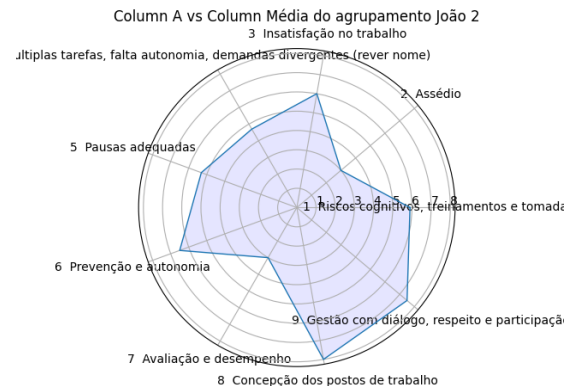 Column A vs Column Média do agrupamento João 2
3 Insatisfação no trabalho
tarefas, falta autonomia, demandas divergentes (rever nome)
2 Assédio
5 Pausas adequadas
1 2 3 4 5 6 7 8
1 Riscos cognitivos, treinamentos e tomada
6 Prevenção e autonomia
9 Gestão com diálogo, respeito e participação
7 Avaliação e desempenho
8 Concepção dos postos de trabalho